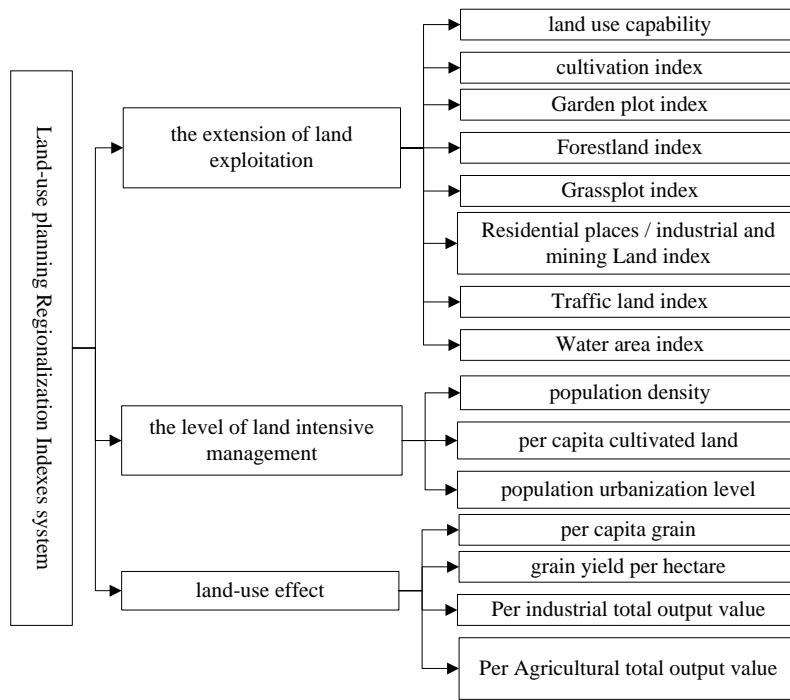 Land-use planning Regionalization Indexes system
the extension of land
exploitation
land use capability
cultivation index
Garden plot index
Forestland index
Grassplot index
Residential places / industrial and
mining Land index
Traffic land index
Water area index
the level of land intensive
management
population density
per capita cultivated land
population urbanization level
land-use effect
per capita grain
grain yield per hectare
Per industrial total output value
Per Agricultural total output value